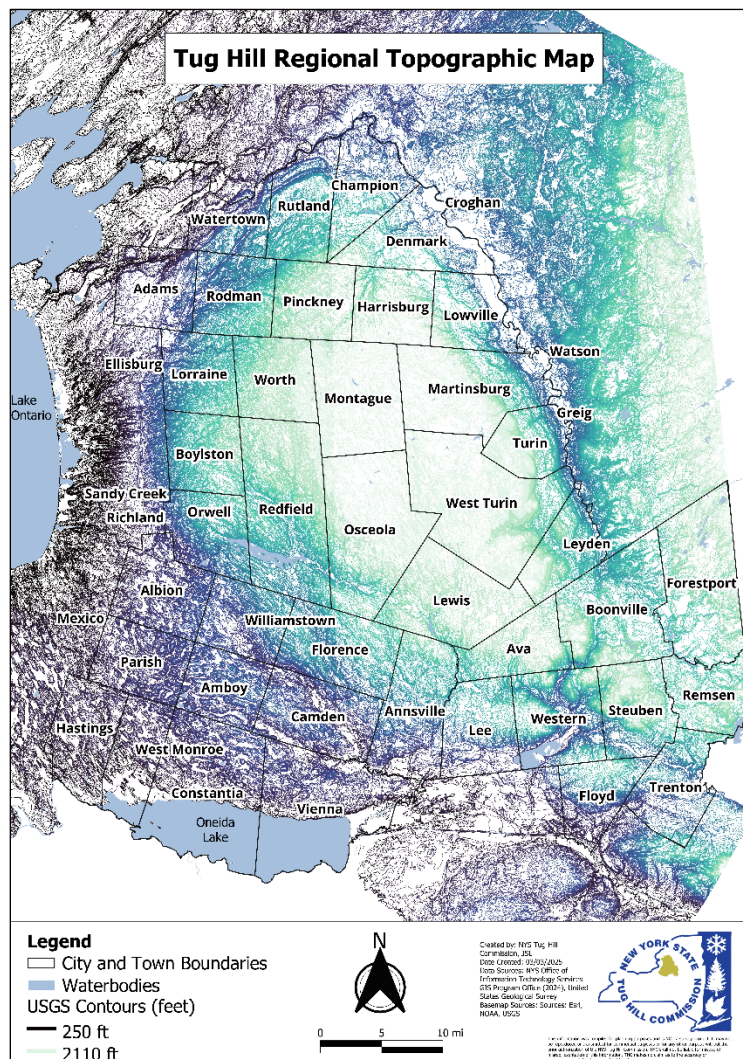 Tug Hill Regional Topographic Map
Champion
Rutland
Croghan
Watertown
Denmark
Adams
Rodman
Pinckney
Harrisburg
Lowville
Ellisburg
Lorraine
Worth
Watson
Montague
Martinsburg
Lake
Ontario
Greig
Turin
Boylston
Sandy Creek
Richland
Orwell
Redfield
Osceola
West Turin
Leyden
Albion
Forestport
Mexico
Williamstown
Lewis
Boonville
Florence
Ava
Parish
Amboy
Camden
Annsville
Lee
Western
Steuben
Remsen
Hastings
West Monroe
Constantia
Vienna
Floyd
Trenton
Oneida
Lake
Legend
City and Town Boundaries
Waterbodies
USGS Contours (feet)
250 ft
2110 ft
N
0 5 10 mi
Created by: NYS Tug Hill
Commission, JSL
Date Created: 03/03/2025
Data Sources: NYS Office of
Information Technology Services
GIS Program Office (2024), United
States Geological Survey
Basemap Sources: Sources: Esri,
NOAA, USGS
NEW YORK STATE
TUG HILL COMMISSION